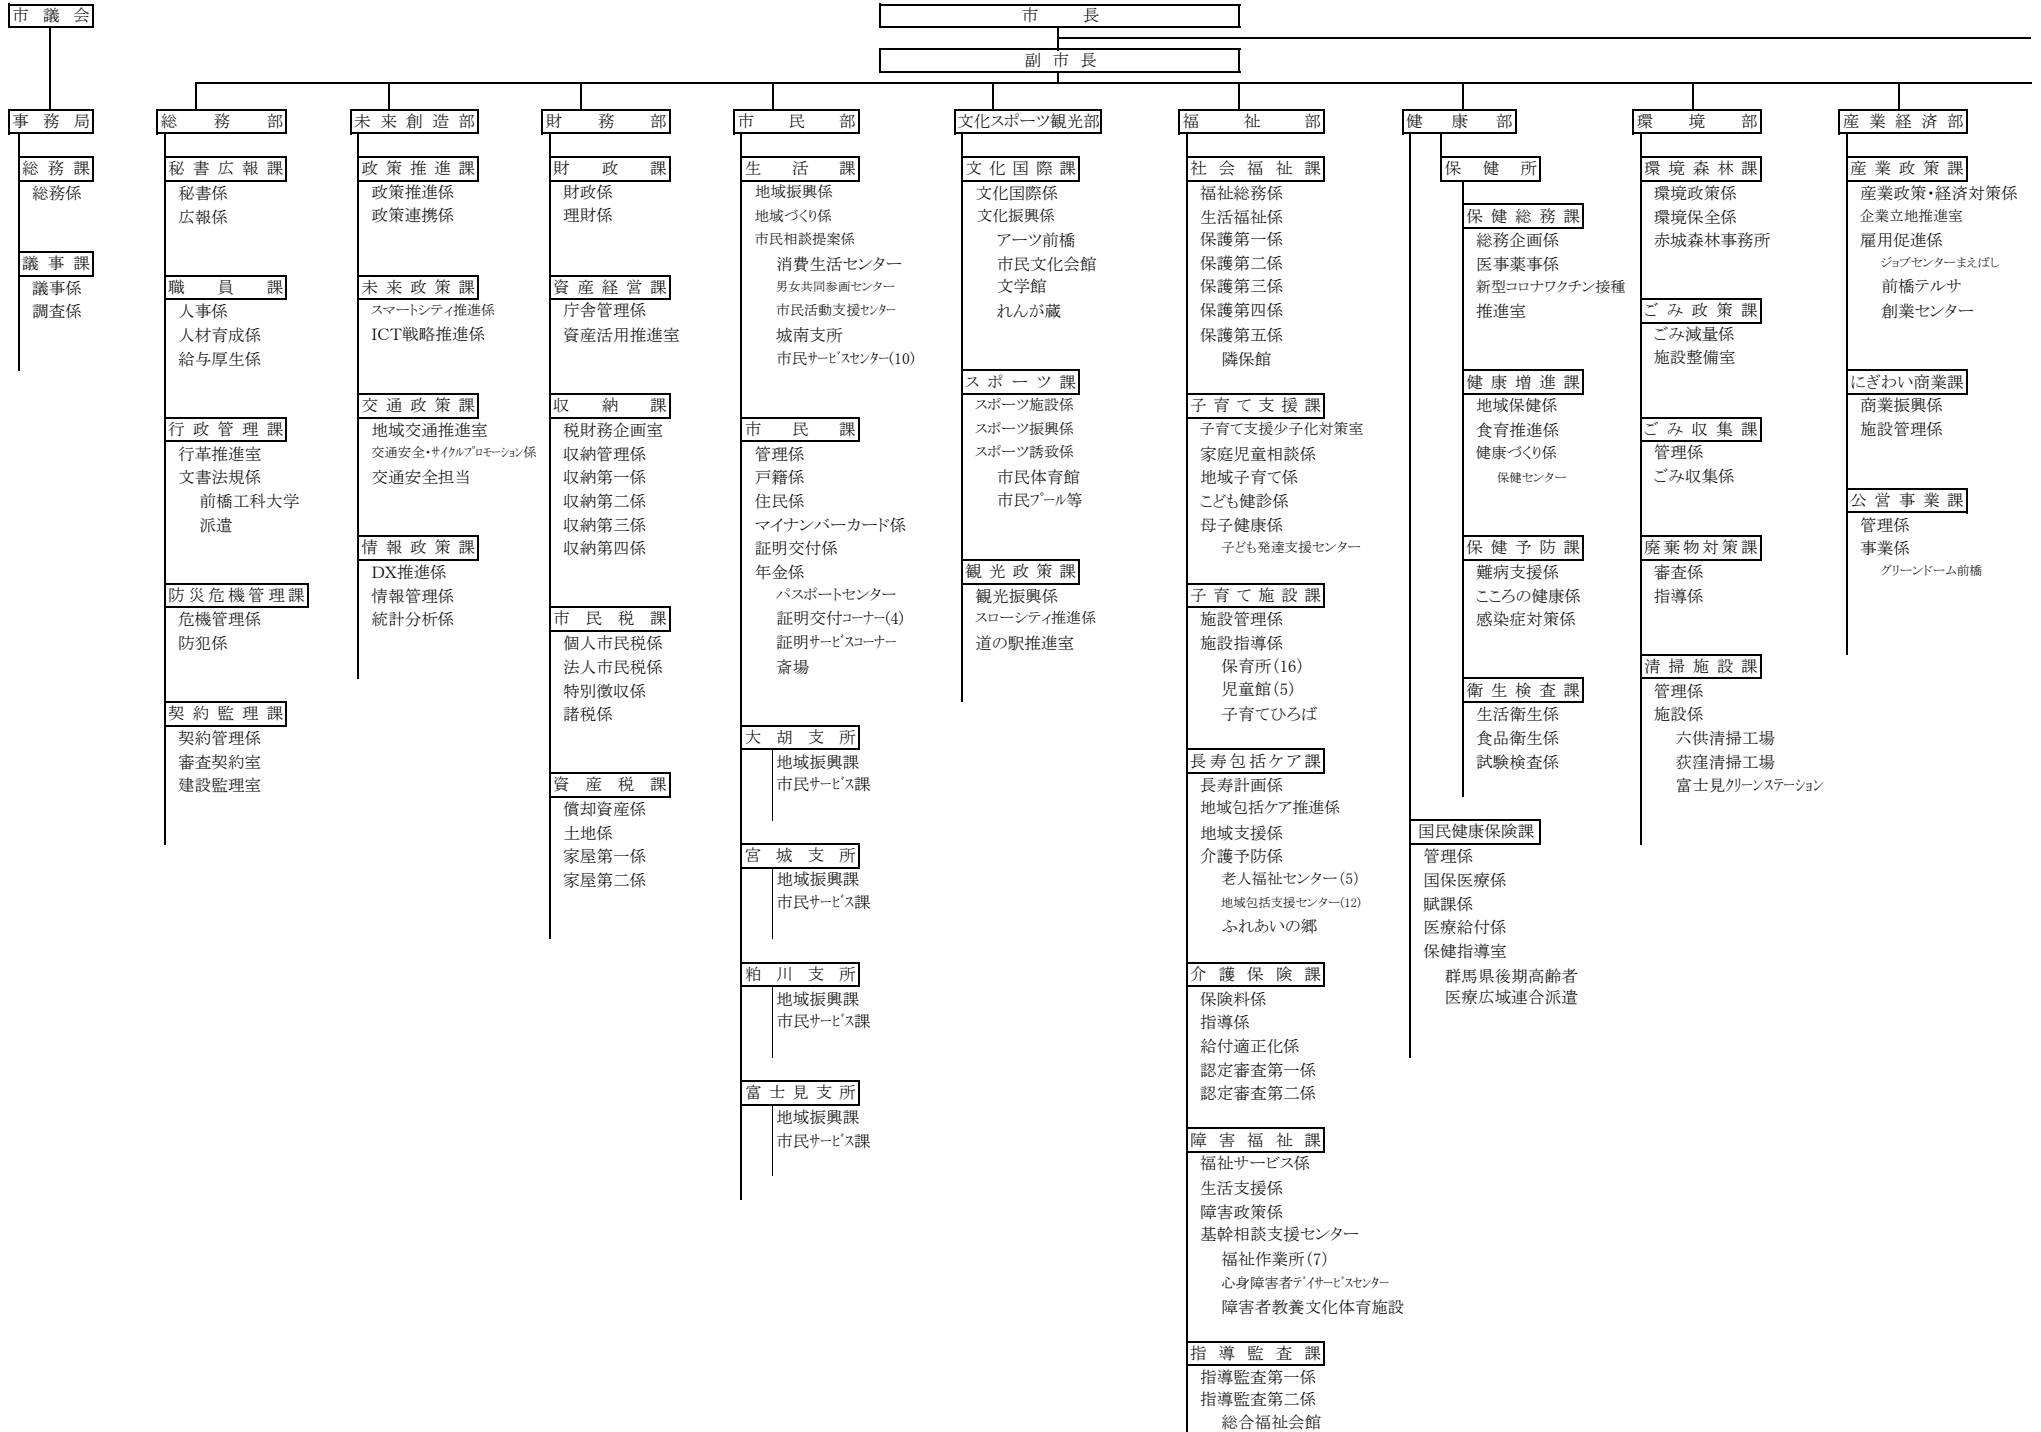 市議会
市長
副市長
事務局
総務課
総務係
議事課
議事係
調査係
総務部
秘書広報課
秘書係
広報係
職員課
人事係
人材育成係
給与厚生係
行政管理課
行革推進室
文書法規係
前橋工科大学
派遣
防災危機管理課
危機管理係
防犯係
契約監理課
契約管理係
審査契約室
建設監理室
未来創造部
政策推進課
政策推進係
政策連携係
未来政策課
スマートシティ推進係
ICT戦略推進係
交通政策課
地域交通推進室
交通安全・サイクルプロモーション係
交通安全担当
情報政策課
DX推進係
情報管理係
統計分析係
財務部
財政課
財政係
理財係
資産経営課
庁舎管理係
資産活用推進室
収納課
税財務企画室
収納管理係
収納第一係
収納第二係
収納第三係
収納第四係
市民税課
個人市民税係
法人市民税係
特別徴収係
諸税係
資産税課
償却資産係
土地係
家屋第一係
家屋第二係
市民部
生活課
地域振興係
地域づくり係
市民相談提案係
消費生活センター
男女共同参画センター
市民活動支援センター
城南支所
市民サービスセンター(10)
市民課
管理係
戸籍係
住民係
マイナンバーカード係
証明交付係
年金係
パスポートセンター
証明交付コーナー(4)
証明サービスコーナー
斎場
大胡支所
地域振興課
市民サービス課
宮城支所
地域振興課
市民サービス課
粕川支所
地域振興課
市民サービス課
富士見支所
地域振興課
市民サービス課
文化スポーツ観光部
文化国際課
文化国際係
文化振興係
アーツ前橋
市民文化会館
文学館
れんが蔵
スポーツ課
スポーツ施設係
スポーツ振興係
スポーツ誘致係
市民体育館
市民プール等
観光政策課
観光振興係
スローシティ推進係
道の駅推進室
福祉部
社会福祉課
福祉総務係
生活福祉係
保護第一係
保護第二係
保護第三係
保護第四係
保護第五係
隣保館
子育て支援課
子育て支援少子化対策室
家庭児童相談係
地域子育て係
こども健診係
母子健康係
子ども発達支援センター
子育て施設課
施設管理係
施設指導係
保育所(16)
児童館(5)
子育てひろば
長寿包括ケア課
長寿計画係
地域包括ケア推進係
地域支援係
介護予防係
老人福祉センター(5)
地域包括支援センター(12)
ふれあいの郷
介護保険課
保険料係
指導係
給付適正化係
認定審査第一係
認定審査第二係
障害福祉課
福祉サービス係
生活支援係
障害政策係
基幹相談支援センター
福祉作業所(7)
心身障害者デイサービスセンター
障害者教養文化体育施設
指導監査課
指導監査第一係
指導監査第二係
総合福祉会館
健康部
保健所
保健総務課
総務企画係
医事薬事係
新型コロナワクチン接種
推進室
健康増進課
地域保健係
食育推進係
健康づくり係
保健センター
保健予防課
難病支援係
こころの健康係
感染症対策係
衛生検査課
生活衛生係
食品衛生係
試験検査係
国民健康保険課
管理係
国保医療係
賦課係
医療給付係
保健指導室
群馬県後期高齢者
医療広域連合派遣
環境部
環境森林課
環境政策係
環境保全係
赤城森林事務所
ごみ政策課
ごみ減量係
施設整備室
ごみ収集課
管理係
ごみ収集係
廃棄物対策課
審査係
指導係
清掃施設課
管理係
施設係
六供清掃工場
荻窪清掃工場
富士見クリーンステーション
産業経済部
産業政策課
産業政策・経済対策係
企業立地推進室
雇用促進係
ジョブセンターまえばし
前橋テルサ
創業センター
にぎわい商業課
商業振興係
施設管理係
公営事業課
管理係
事業係
グリーンドーム前橋